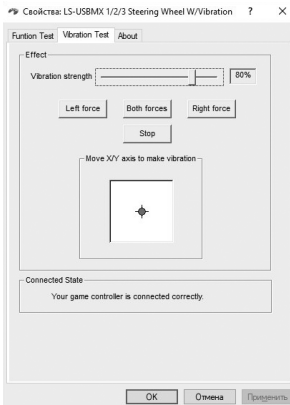 Свойства: LS-USBMX 1/2/3 Steering Wheel W/Vibration ? ×
Funtion Test Vibration Test About
Effect
Vibration strength 80%
Left force Both forces Right force
Stop
Move X/Y axis to make vibration
Connected State
Your game controller is connected correctly.
OK Отмена Применить